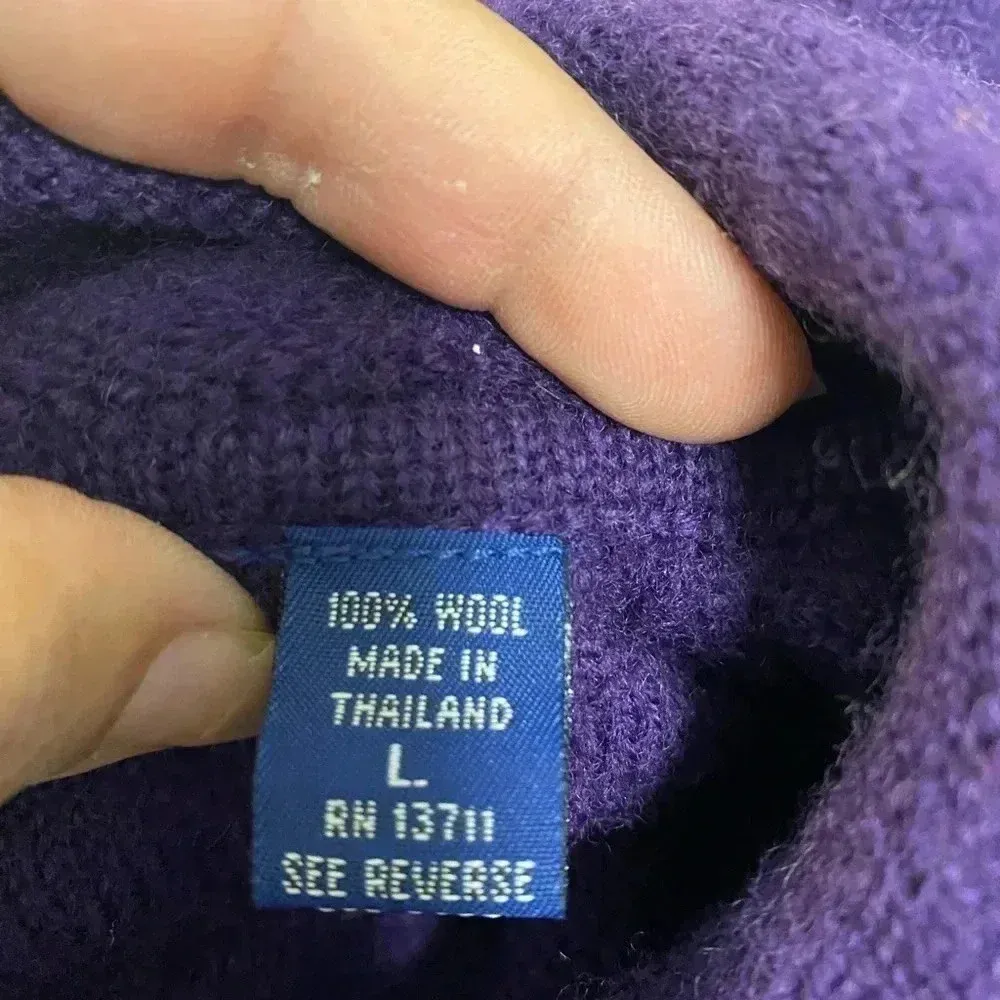 100% WOOL
MADE IN
THAILAND
L
RN 13711
SEE REVERSE